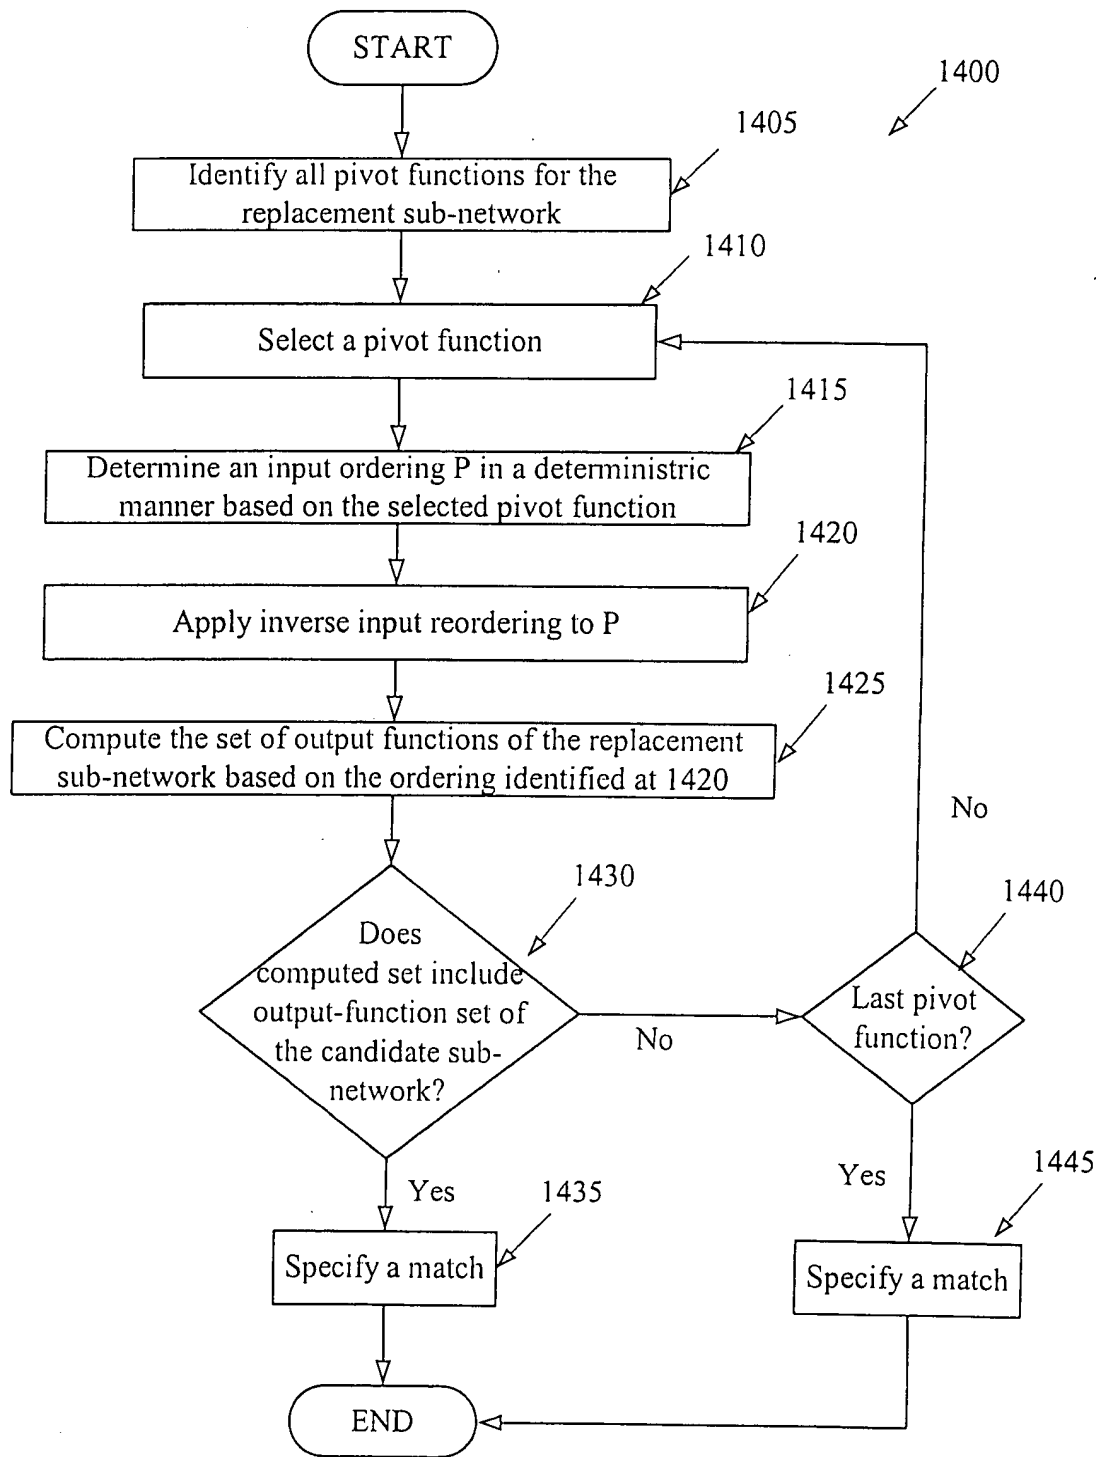 START
1400
1405
Identify all pivot functions for the
replacement sub-network
1410
Select a pivot function
1415
Determine an input ordering P in a deterministric
manner based on the selected pivot function
1420
Apply inverse input reordering to P
1425
Compute the set of output functions of the replacement
sub-network based on the ordering identified at 1420
No
1430
1440
Does
computed set include
output-function set of
the candidate sub-
network?
No
Last pivot
function?
Yes
1435
Yes
1445
Specify a match
Specify a match
END